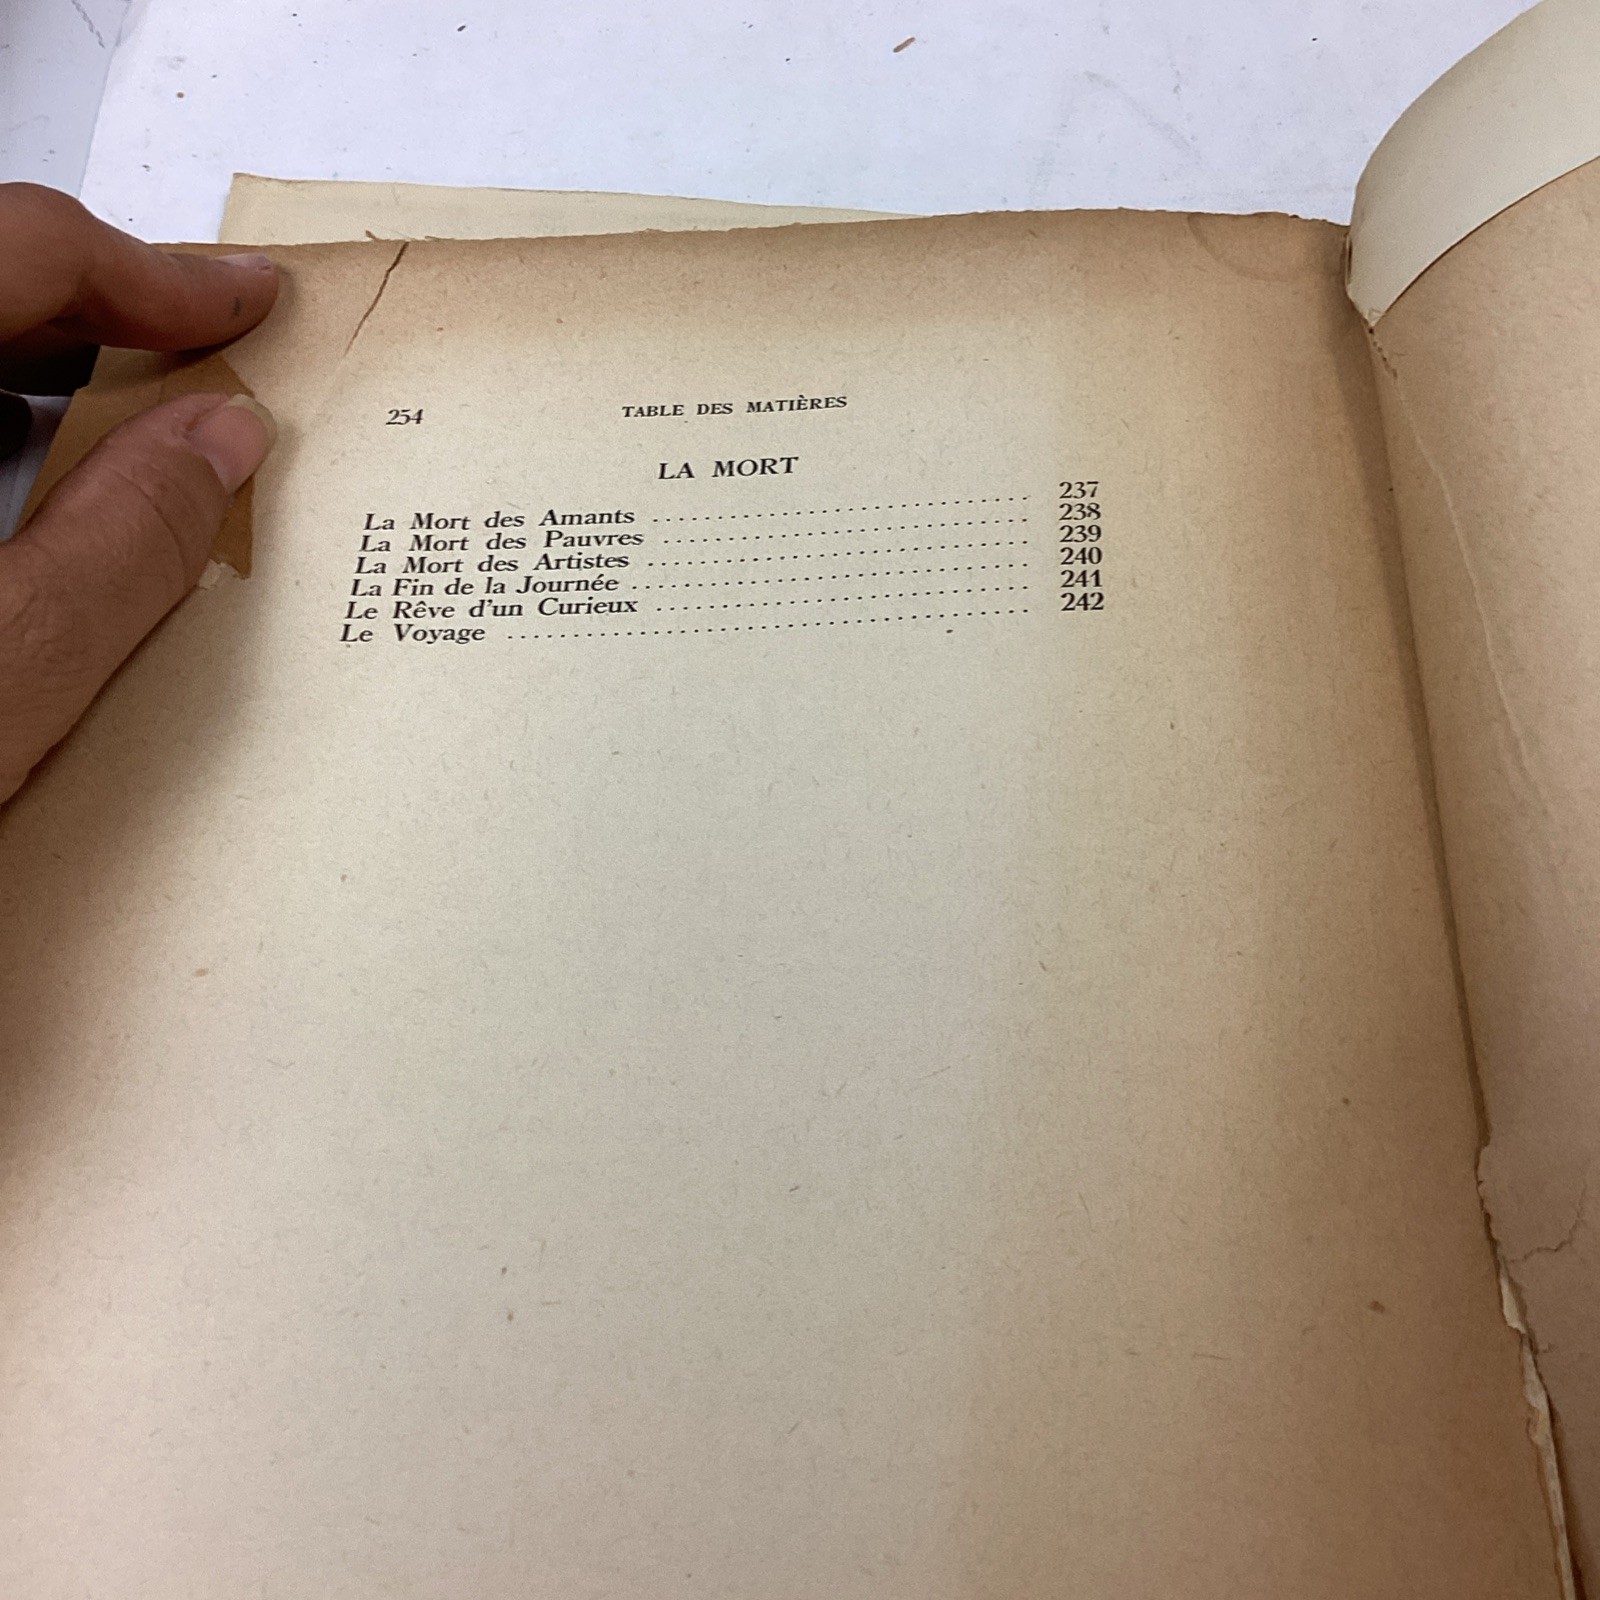 254 TABLE DES MATIÈRES
LA MORT
La Mort des Amants ........................... 237
La Mort des Pauvres .......................... 238
La Mort des Artistes ........................... 239
La Fin de la Journée ........................... 240
Le Rêve d'un Curieux .......................... 241
Le Voyage ..................................... 242